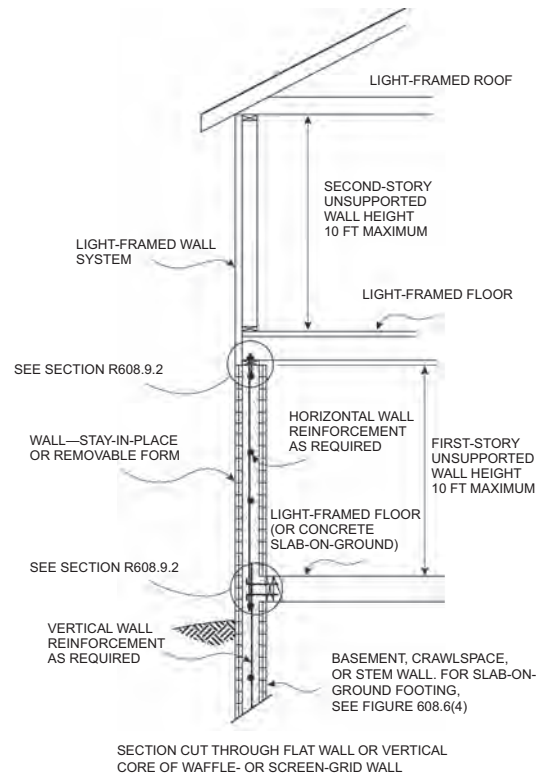 LIGHT-FRAMED ROOF
SECOND-STORY
UNSUPPORTED
WALL HEIGHT
10 FT MAXIMUM
LIGHT-FRAMED WALL
SYSTEM
LIGHT-FRAMED FLOOR
SEE SECTION R608.9.2
HORIZONTAL WALL
REINFORCEMENT
AS REQUIRED
WALL—STAY-IN-PLACE
OR REMOVABLE FORM
FIRST-STORY
UNSUPPORTED
WALL HEIGHT
10 FT MAXIMUM
LIGHT-FRAMED FLOOR
(OR CONCRETE
SLAB-ON-GROUND)
SEE SECTION R608.9.2
VERTICAL WALL
REINFORCEMENT
AS REQUIRED
BASEMENT, CRAWLSPACE,
OR STEM WALL. FOR SLAB-ON-
GROUND FOOTING,
SEE FIGURE 608.6(4)
SECTION CUT THROUGH FLAT WALL OR VERTICAL
CORE OF WAFFLE- OR SCREEN-GRID WALL